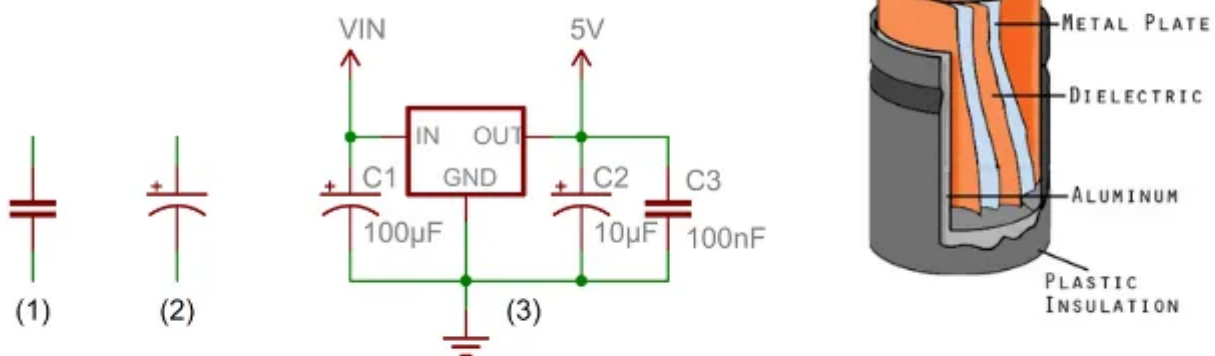 VIN
5V
IN
OUT
GND
+
C1
100µF
+
C2
10µF
C3
100nF
(1)
(2)
(3)
METAL PLATE
DIELECTRIC
ALUMINUM
PLASTIC
INSULATION